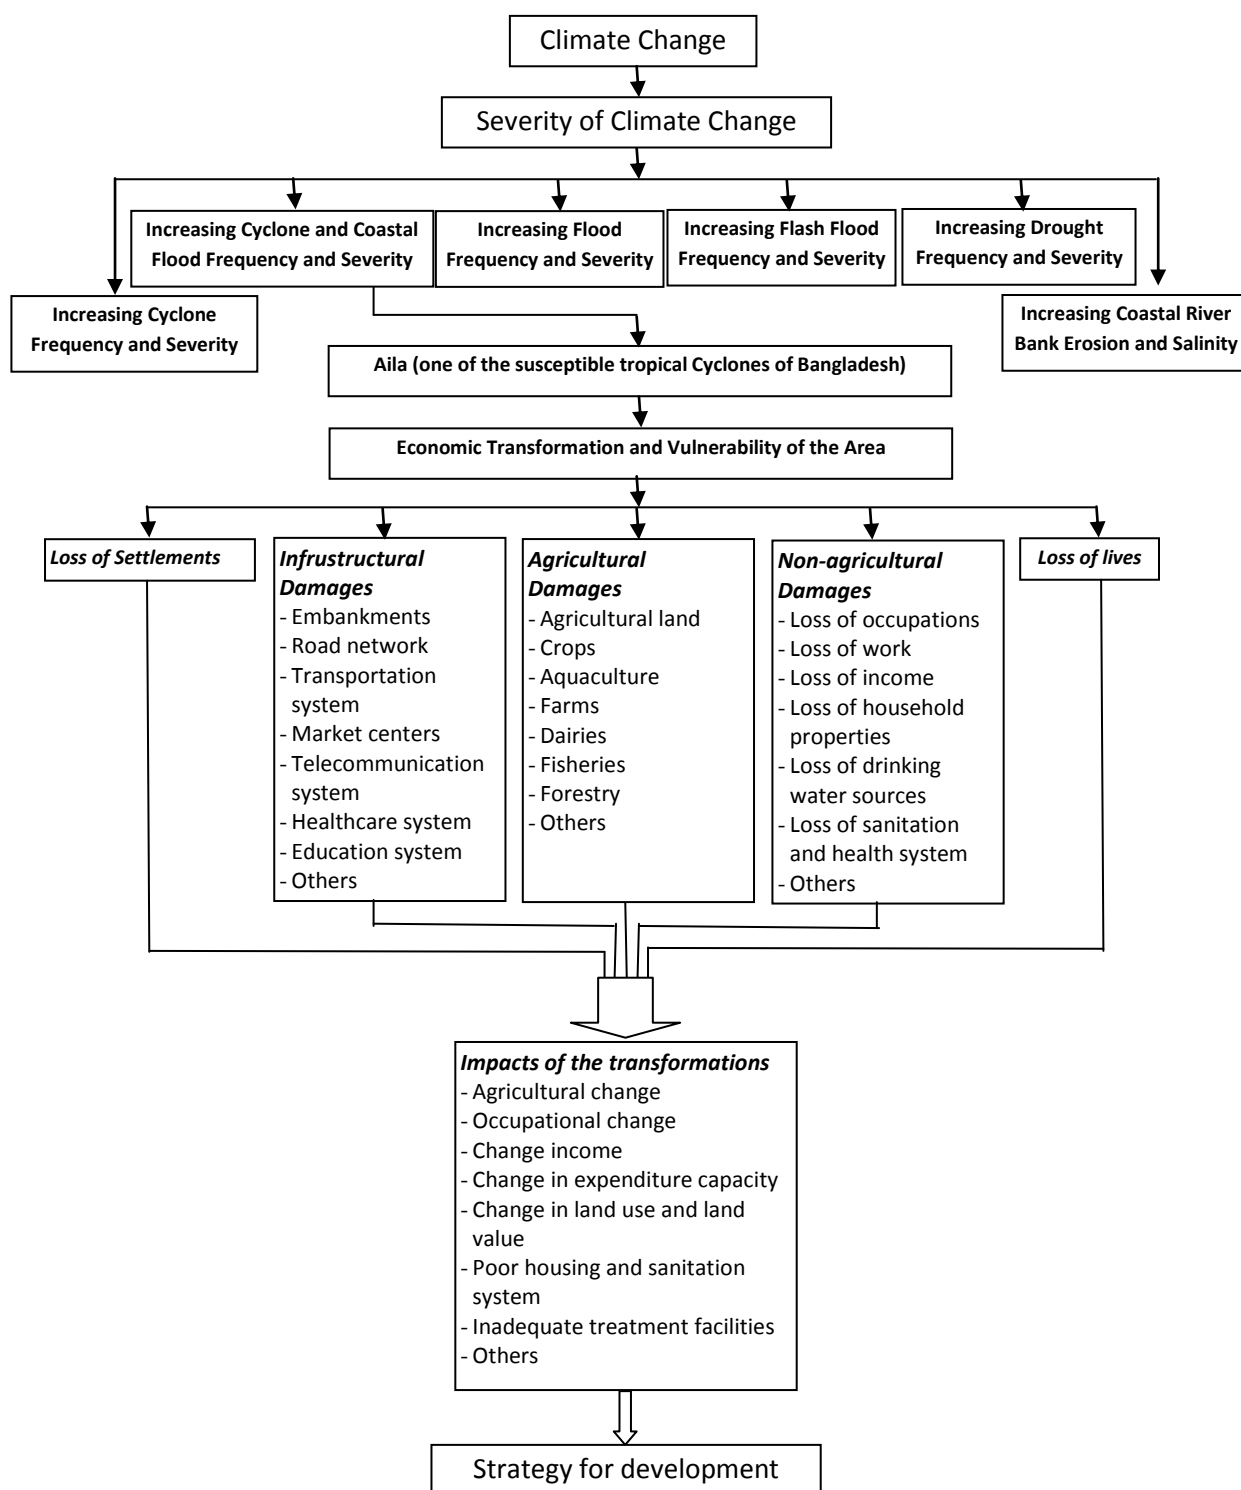 Climate Change
Severity of Climate Change
Increasing Cyclone and Coastal
Flood Frequency and Severity
Increasing Flood
Frequency and Severity
Increasing Flash Flood
Frequency and Severity
Increasing Drought
Frequency and Severity
Increasing Cyclone
Frequency and Severity
Increasing Coastal River
Bank Erosion and Salinity
Aila (one of the susceptible tropical Cyclones of Bangladesh)
Economic Transformation and Vulnerability of the Area
Loss of Settlements
Infrustructural
Damages
- Embankments
- Road network
- Transportation
system
- Market centers
- Telecommunication
system
- Healthcare system
- Education system
- Others
Agricultural
Damages
- Agricultural land
- Crops
- Aquaculture
- Farms
- Dairies
- Fisheries
- Forestry
- Others
Non-agricultural
Damages
- Loss of occupations
- Loss of work
- Loss of income
- Loss of household
properties
- Loss of drinking
water sources
- Loss of sanitation
and health system
- Others
Loss of lives
Impacts of the transformations
- Agricultural change
- Occupational change
- Change income
- Change in expenditure capacity
- Change in land use and land
value
- Poor housing and sanitation
system
- Inadequate treatment facilities
- Others
Strategy for development